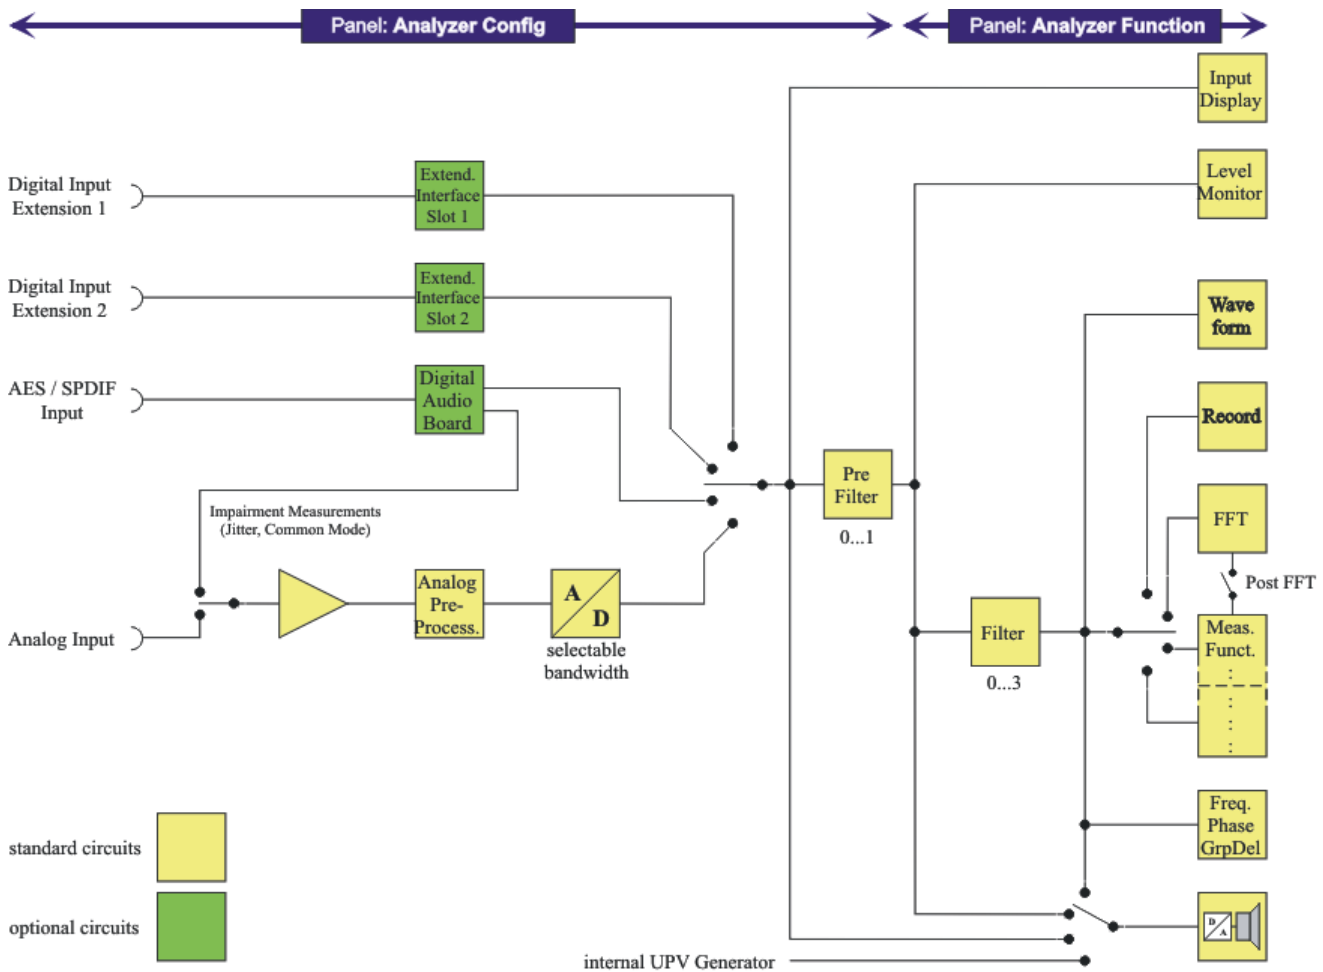 Panel: Analyzer Config
Panel: Analyzer Function
Input
Display
Level
Monitor
Digital Input
Extension 1
Extend.
Interface
Slot 1
Digital Input
Extension 2
Extend.
Interface
Slot 2
Wave
form
AES / SPDIF
Input
Digital
Audio
Board
Record
Pre
Filter
0...1
FFT
Post FFT
Impairment Measurements
(Jitter, Common Mode)
Analog Input
Analog
Pre-
Process.
A
D
selectable
bandwidth
Filter
0...3
Meas.
Funct.
:
:
:
:
Freq.
Phase
GrpDel
standard circuits
optional circuits
D
A
internal UPV Generator